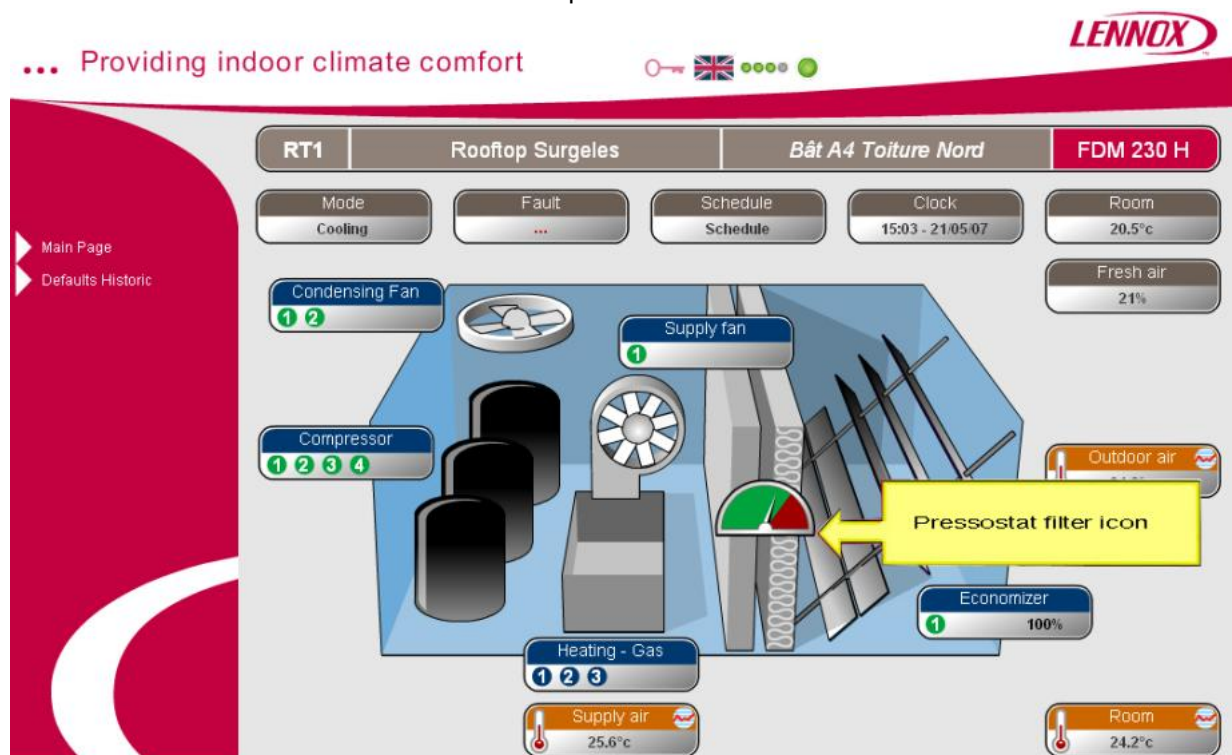 LENNOX
... Providing indoor climate comfort
RT1
Rooftop Surgeles
Bât A4 Toiture Nord
FDM 230 H
Mode
Cooling
Fault
...
Schedule
Schedule
Clock
15:03 - 21/05/07
Room
20.5°c
Main Page
Defaults Historic
Fresh air
21%
Condensing Fan
1 2
Supply fan
1
Compressor
1 2 3 4
Outdoor air
Pressostat filter icon
Economizer
1 100%
Heating - Gas
1 2 3
Supply air
25.6°c
Room
24.2°c